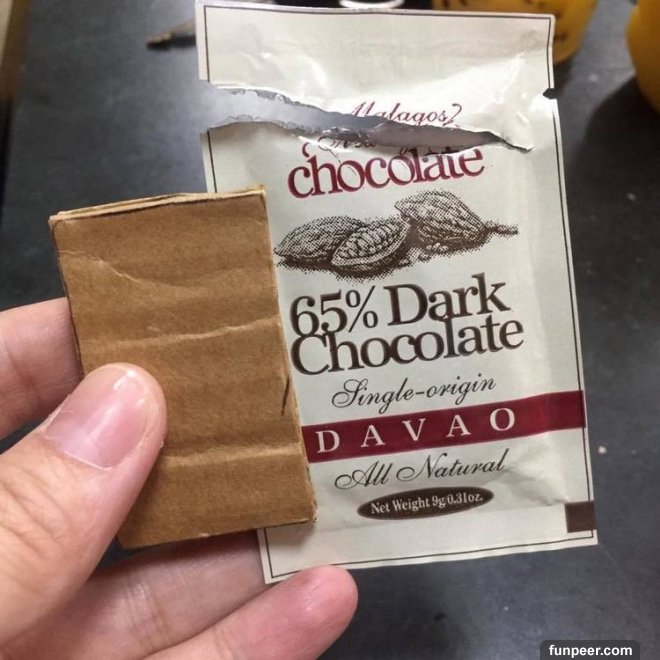 Malagos
chocolate
65% Dark
Chocolate
Single-origin
DAVAO
All Natural
Net Weight 9g/0.31oz.
funpeer.com